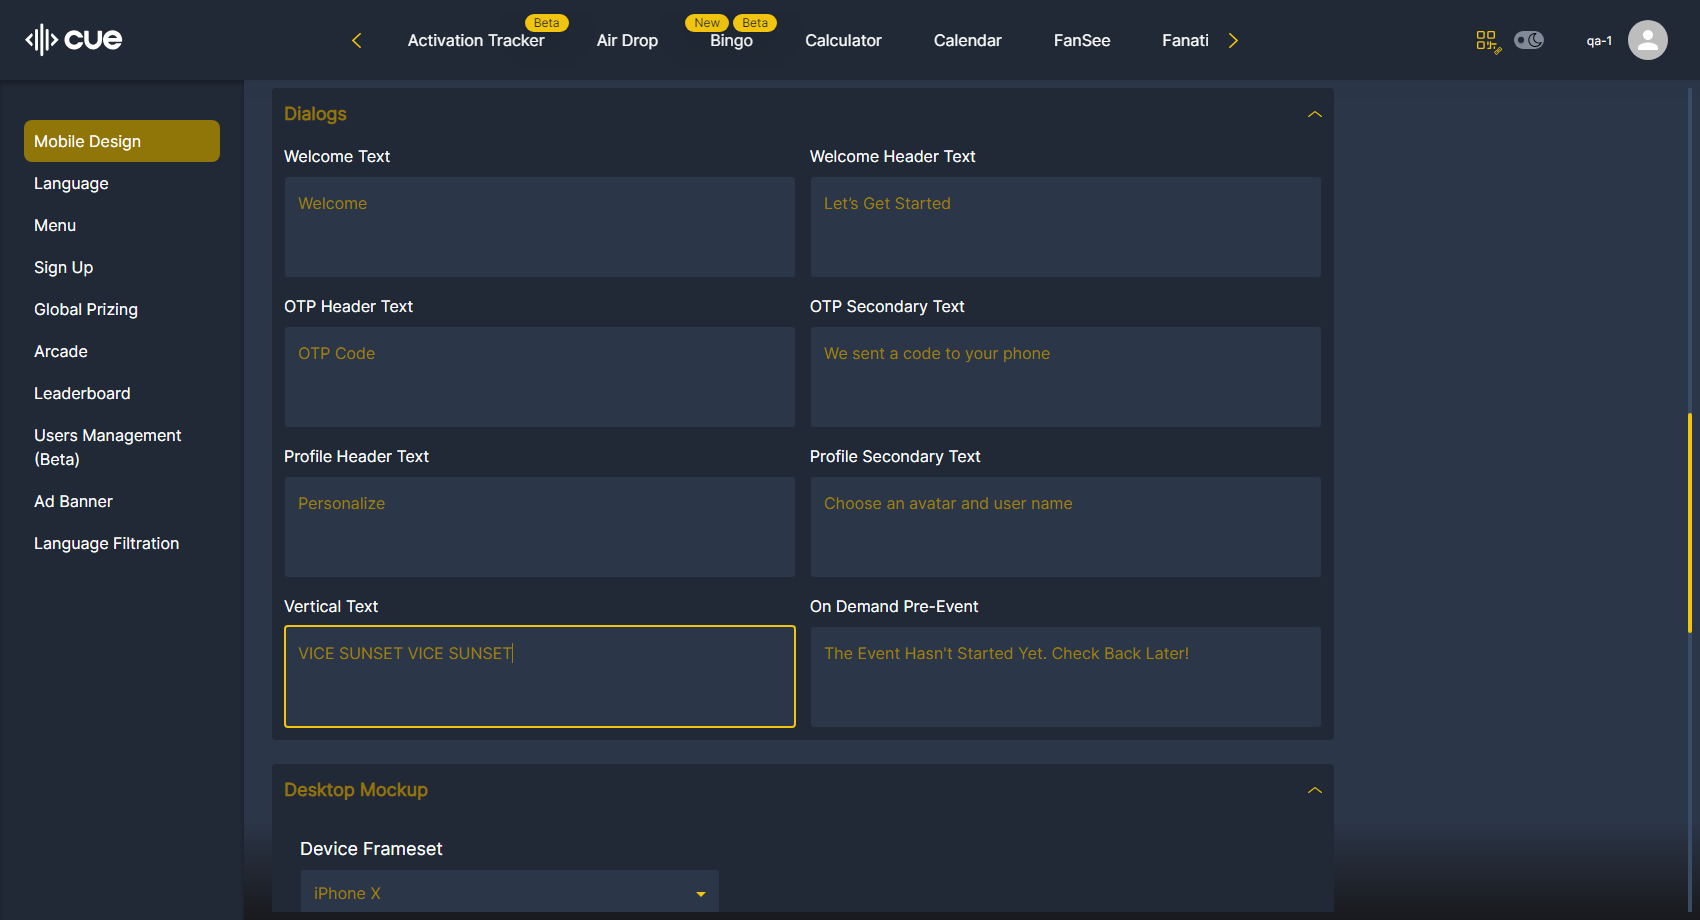 cue
Activation Tracker
Beta
Air Drop
New
Beta
Bingo
Calculator
Calendar
FanSee
Fanati
qa-1
Mobile Design
Language
Menu
Sign Up
Global Prizing
Arcade
Leaderboard
Users Management
(Beta)
Ad Banner
Language Filtration
Dialogs
Welcome Text
Welcome Header Text
Welcome
Let’s Get Started
OTP Header Text
OTP Secondary Text
OTP Code
We sent a code to your phone
Profile Header Text
Profile Secondary Text
Personalize
Choose an avatar and user name
Vertical Text
On Demand Pre-Event
VICE SUNSET VICE SUNSET
The Event Hasn't Started Yet. Check Back Later!
Desktop Mockup
Device Frameset
iPhone X